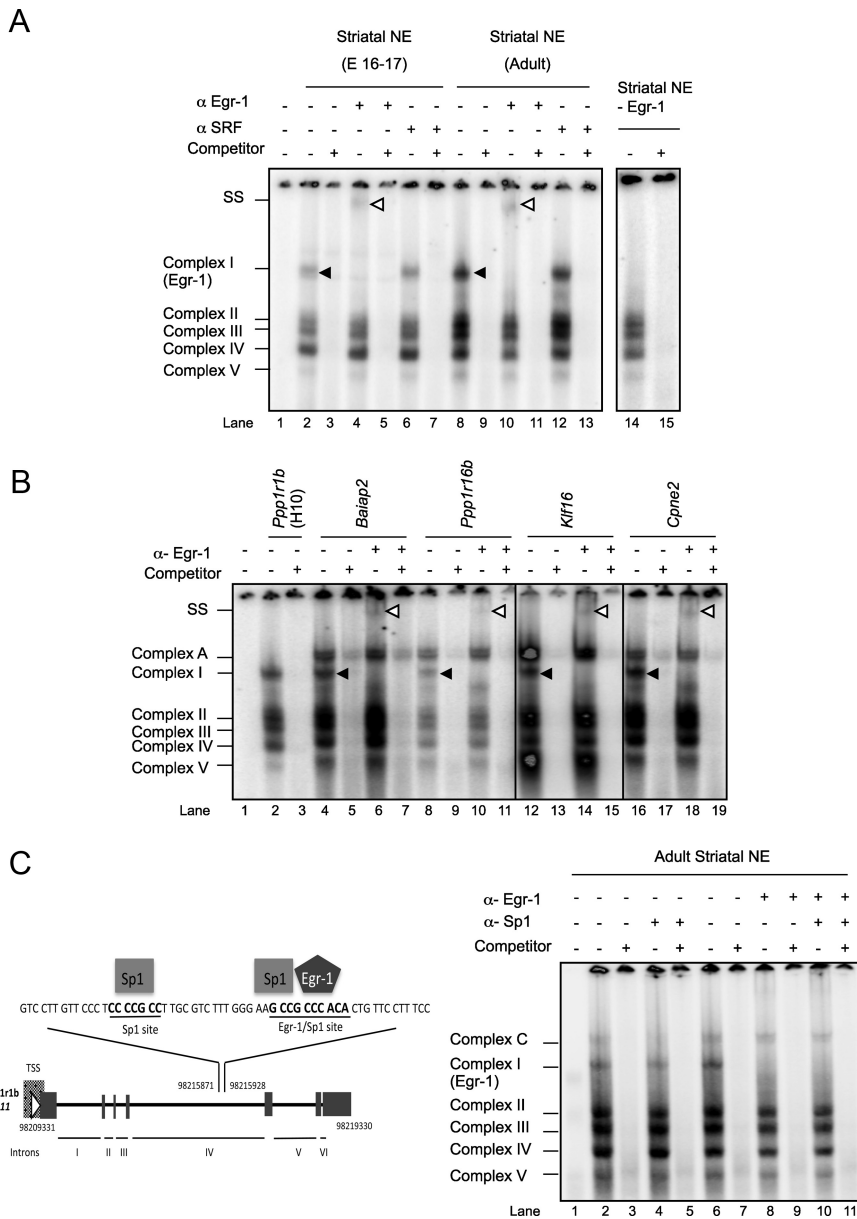 A
Striatal NE
(E 16-17)
Striatal NE
(Adult)
Striatal NE
- Egr-1
α Egr-1 - - - + + - - - - + + - -
α SRF - - - - - + + - - - - + +
Competitor - - + - + - + - + - + - + - +
SS
Complex I
(Egr-1)
Complex II
Complex III
Complex IV
Complex V
Lane 1 2 3 4 5 6 7 8 9 10 11 12 13 14 15
B
Ppp1r1b
(H10)
Baiap2
Ppp1r16b
Klf16
Cpne2
α- Egr-1 - - - - - + + - - + + - - + + - - + +
Competitor - - + - + - + - + - + - + - + - + - +
SS
Complex A
Complex I
Complex II
Complex III
Complex IV
Complex V
Lane 1 2 3 4 5 6 7 8 9 10 11 12 13 14 15 16 17 18 19
C
Sp1
Sp1
Egr-1
GTC CTT GTT CCC TCC CCG CCT TGC GTC TTT GGG AAG GCCG CCC ACA CTG TTC CTT TCC
Sp1 site
Egr-1/Sp1 site
TSS
98215871
98215928
1r1b
11
98209331
98219330
Introns I II III IV V VI
Adult Striatal NE
α- Egr-1 - - - - - - - + + + +
α- Sp1 - - - + + - - - - + +
Competitor - - + - + - + - + - +
Complex C
Complex I
(Egr-1)
Complex II
Complex III
Complex IV
Complex V
Lane 1 2 3 4 5 6 7 8 9 10 11